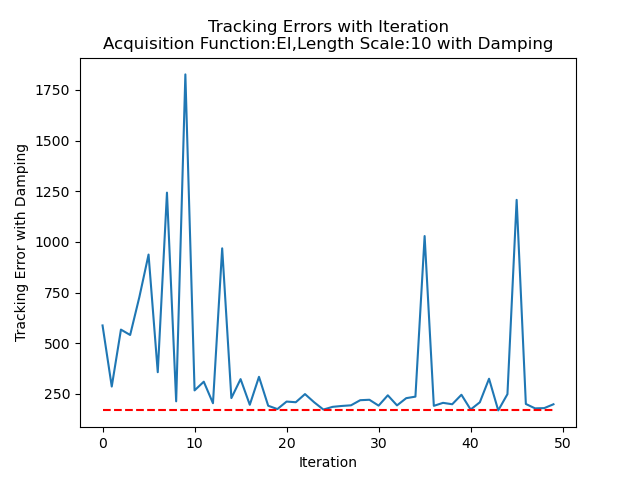 Tracking Errors with Iteration
Acquisition Function:EI,Length Scale:10 with Damping
Tracking Error with Damping
1750
1500
1250
1000
750
500
250
0 10 20 30 40 50
Iteration